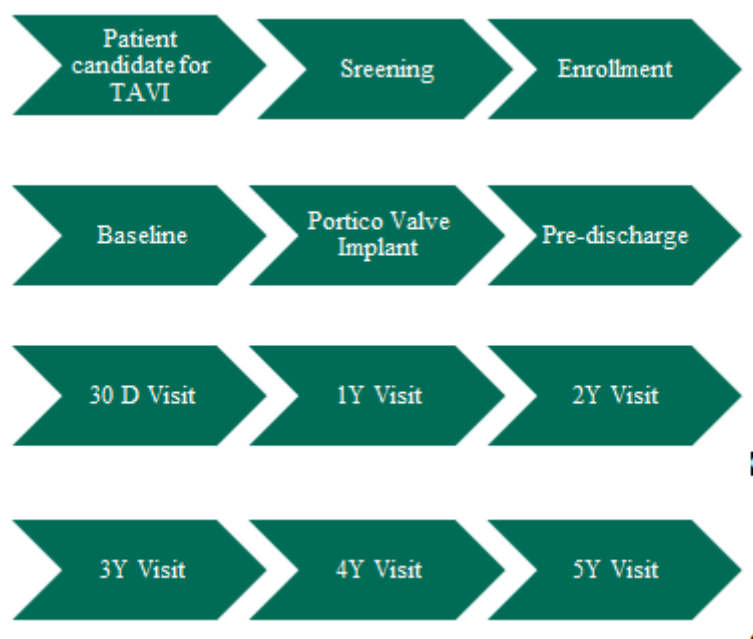 Patient
candidate for
TAVI
Sreening
Enrollment
Baseline
Portico Valve
Implant
Pre-discharge
30 D Visit
1Y Visit
2Y Visit
3Y Visit
4Y Visit
5Y Visit